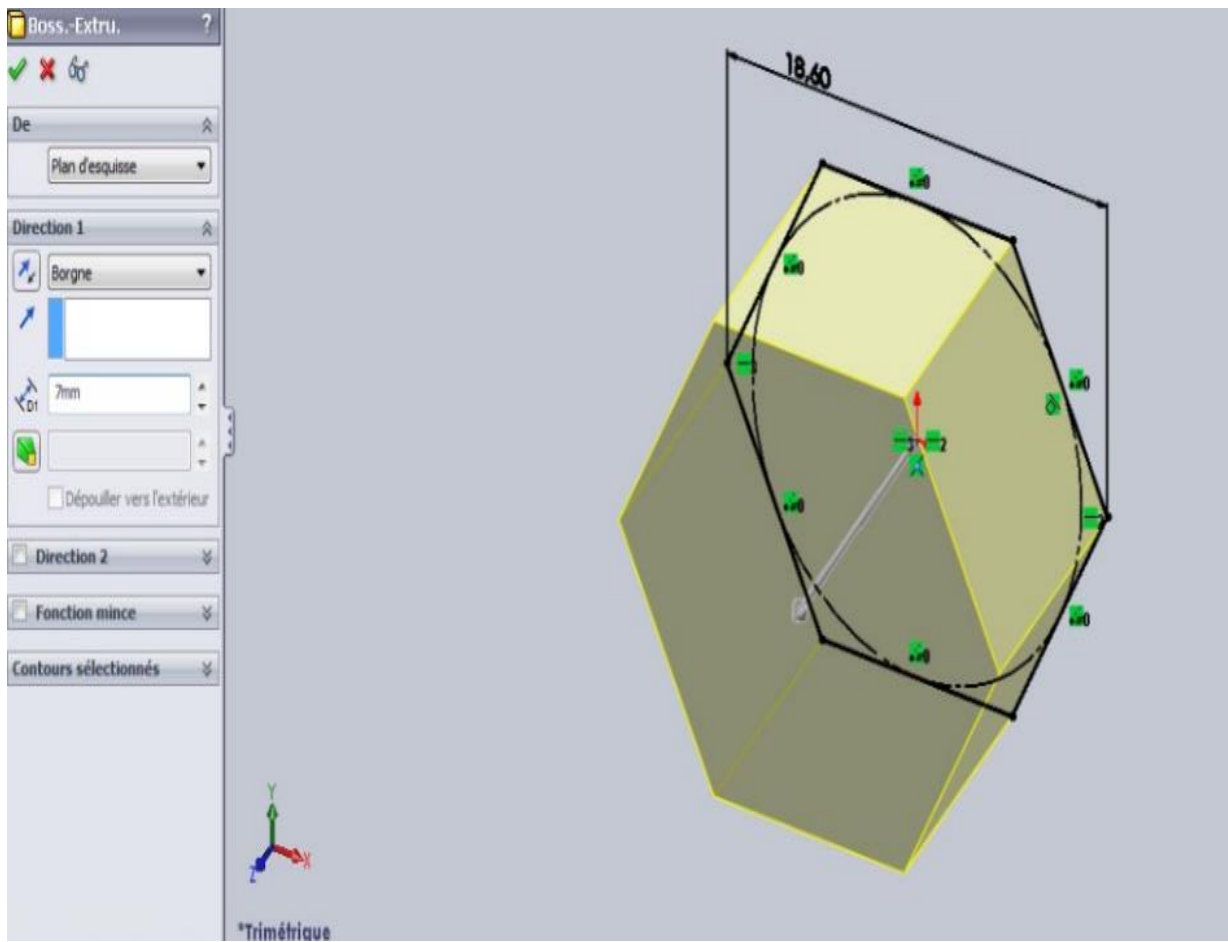 Boss.-Extru. ?
De
Plan d'esquisse
Direction 1
Borgne
D1 7mm
Dépouiller vers l'extérieur
Direction 2
Fonction mince
Contours sélectionnés
18,60
Y
X
Z
*Trimétrique